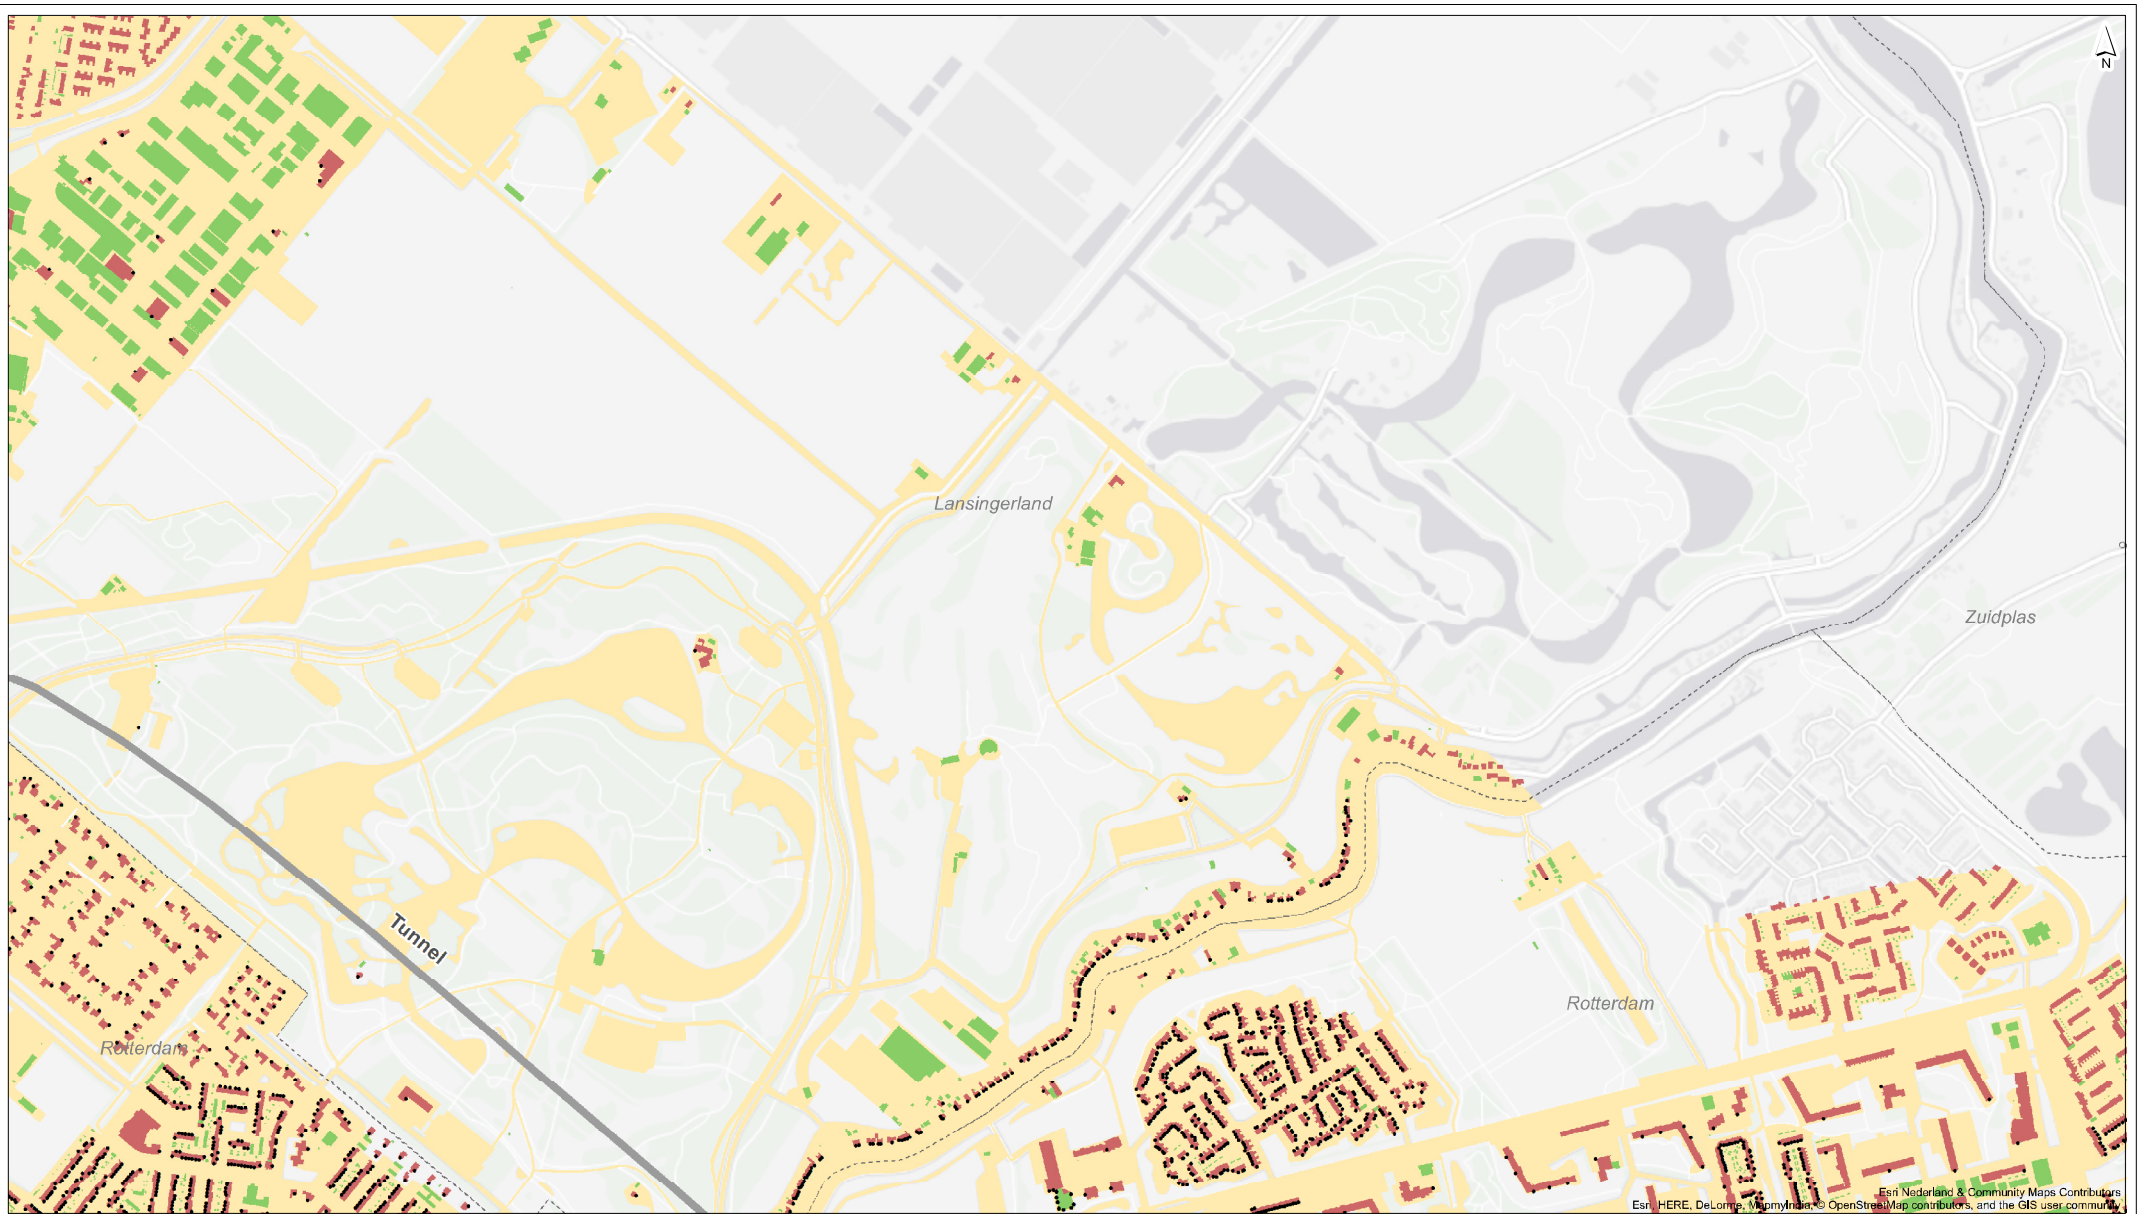 N
Lansingerland
Zuidplas
Tunnel
Rotterdam
Rotterdam
Esri Nederland & Community Maps Contributors
Esri, HERE, DeLorme, MapmyIndia, © OpenStreetMap contributors, and the GIS user community